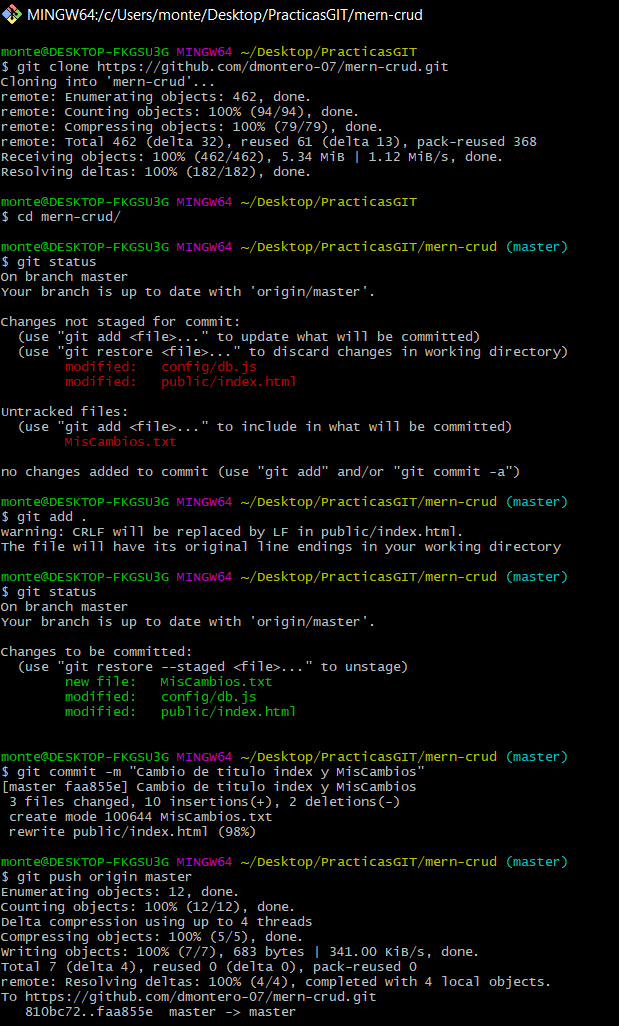 MINGW64:/c/Users/monte/Desktop/PracticasGIT/mern-crud
monte@DESKTOP-FKGSU3G MINGW64 ~/Desktop/PracticasGIT
$ git clone https://github.com/dmontero-07/mern-crud.git
Cloning into 'mern-crud'...
remote: Enumerating objects: 462, done.
remote: Counting objects: 100% (94/94), done.
remote: Compressing objects: 100% (79/79), done.
remote: Total 462 (delta 32), reused 61 (delta 13), pack-reused 368
Receiving objects: 100% (462/462), 5.34 MiB | 1.12 MiB/s, done.
Resolving deltas: 100% (182/182), done.
monte@DESKTOP-FKGSU3G MINGW64 ~/Desktop/PracticasGIT
$ cd mern-crud/
monte@DESKTOP-FKGSU3G MINGW64 ~/Desktop/PracticasGIT/mern-crud (master)
$ git status
On branch master
Your branch is up to date with 'origin/master'.
Changes not staged for commit:
  (use "git add <file>..." to update what will be committed)
  (use "git restore <file>..." to discard changes in working directory)
        modified:   config/db.js
        modified:   public/index.html
Untracked files:
  (use "git add <file>..." to include in what will be committed)
        MisCambios.txt
no changes added to commit (use "git add" and/or "git commit -a")
monte@DESKTOP-FKGSU3G MINGW64 ~/Desktop/PracticasGIT/mern-crud (master)
$ git add .
warning: CRLF will be replaced by LF in public/index.html.
The file will have its original line endings in your working directory
monte@DESKTOP-FKGSU3G MINGW64 ~/Desktop/PracticasGIT/mern-crud (master)
$ git status
On branch master
Your branch is up to date with 'origin/master'.
Changes to be committed:
  (use "git restore --staged <file>..." to unstage)
        new file:   MisCambios.txt
        modified:   config/db.js
        modified:   public/index.html
monte@DESKTOP-FKGSU3G MINGW64 ~/Desktop/PracticasGIT/mern-crud (master)
$ git commit -m "Cambio de titulo index y MisCambios"
[master faa855e] Cambio de titulo index y MisCambios
 3 files changed, 10 insertions(+), 2 deletions(-)
 create mode 100644 MisCambios.txt
 rewrite public/index.html (98%)
monte@DESKTOP-FKGSU3G MINGW64 ~/Desktop/PracticasGIT/mern-crud (master)
$ git push origin master
Enumerating objects: 12, done.
Counting objects: 100% (12/12), done.
Delta compression using up to 4 threads
Compressing objects: 100% (5/5), done.
Writing objects: 100% (7/7), 683 bytes | 341.00 KiB/s, done.
Total 7 (delta 4), reused 0 (delta 0), pack-reused 0
remote: Resolving deltas: 100% (4/4), completed with 4 local objects.
To https://github.com/dmontero-07/mern-crud.git
   810bc72..faa855e  master -> master